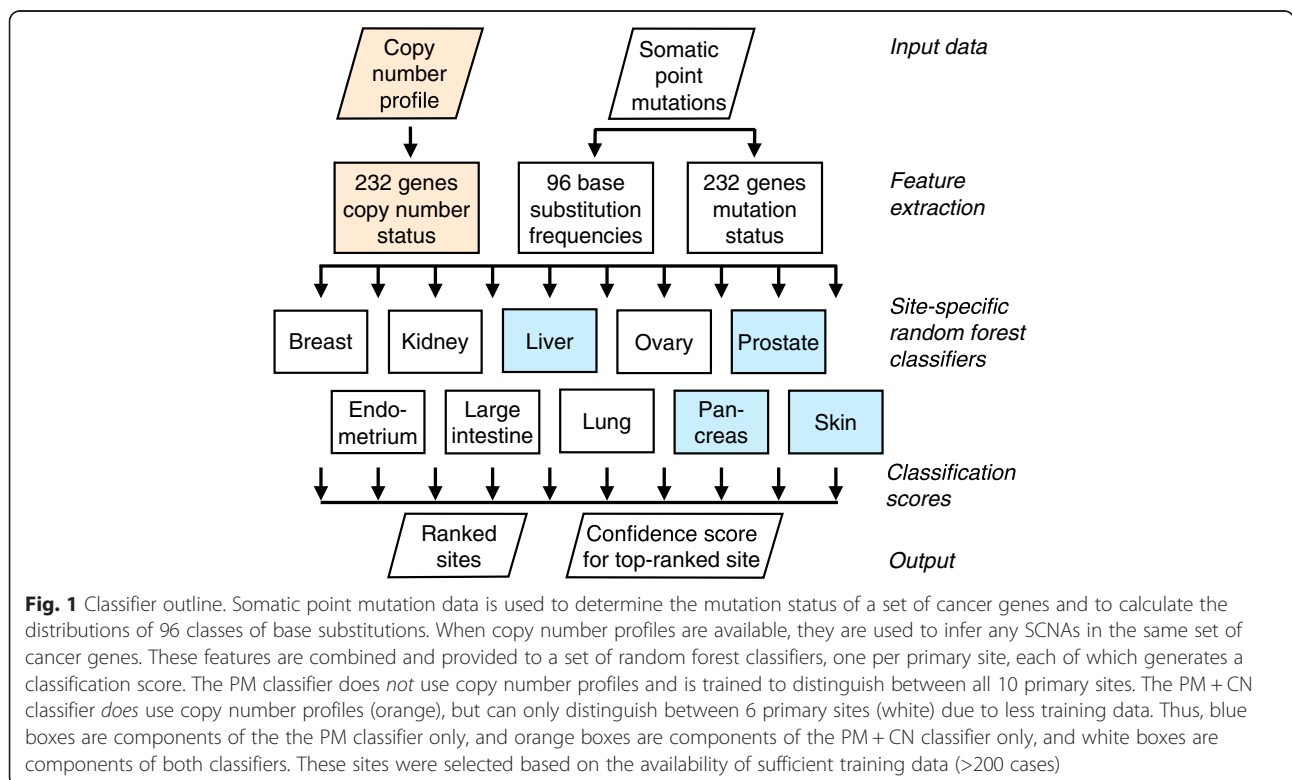 Copy
number
profile
Somatic
point
mutations
Input data
232 genes
copy number
status
96 base
substitution
frequencies
232 genes
mutation
status
Feature
extraction
Breast
Kidney
Liver
Ovary
Prostate
Site-specific
random forest
classifiers
Endo-
metrium
Large
intestine
Lung
Pan-
creas
Skin
Classification
scores
Ranked
sites
Confidence score
for top-ranked site
Output
Fig. 1 Classifier outline. Somatic point mutation data is used to determine the mutation status of a set of cancer genes and to calculate the
distributions of 96 classes of base substitutions. When copy number profiles are available, they are used to infer any SCNAs in the same set of
cancer genes. These features are combined and provided to a set of random forest classifiers, one per primary site, each of which generates a
classification score. The PM classifier does not use copy number profiles and is trained to distinguish between all 10 primary sites. The PM + CN
classifier does use copy number profiles (orange), but can only distinguish between 6 primary sites (white) due to less training data. Thus, blue
boxes are components of the the PM classifier only, and orange boxes are components of the PM + CN classifier only, and white boxes are
components of both classifiers. These sites were selected based on the availability of sufficient training data (>200 cases)